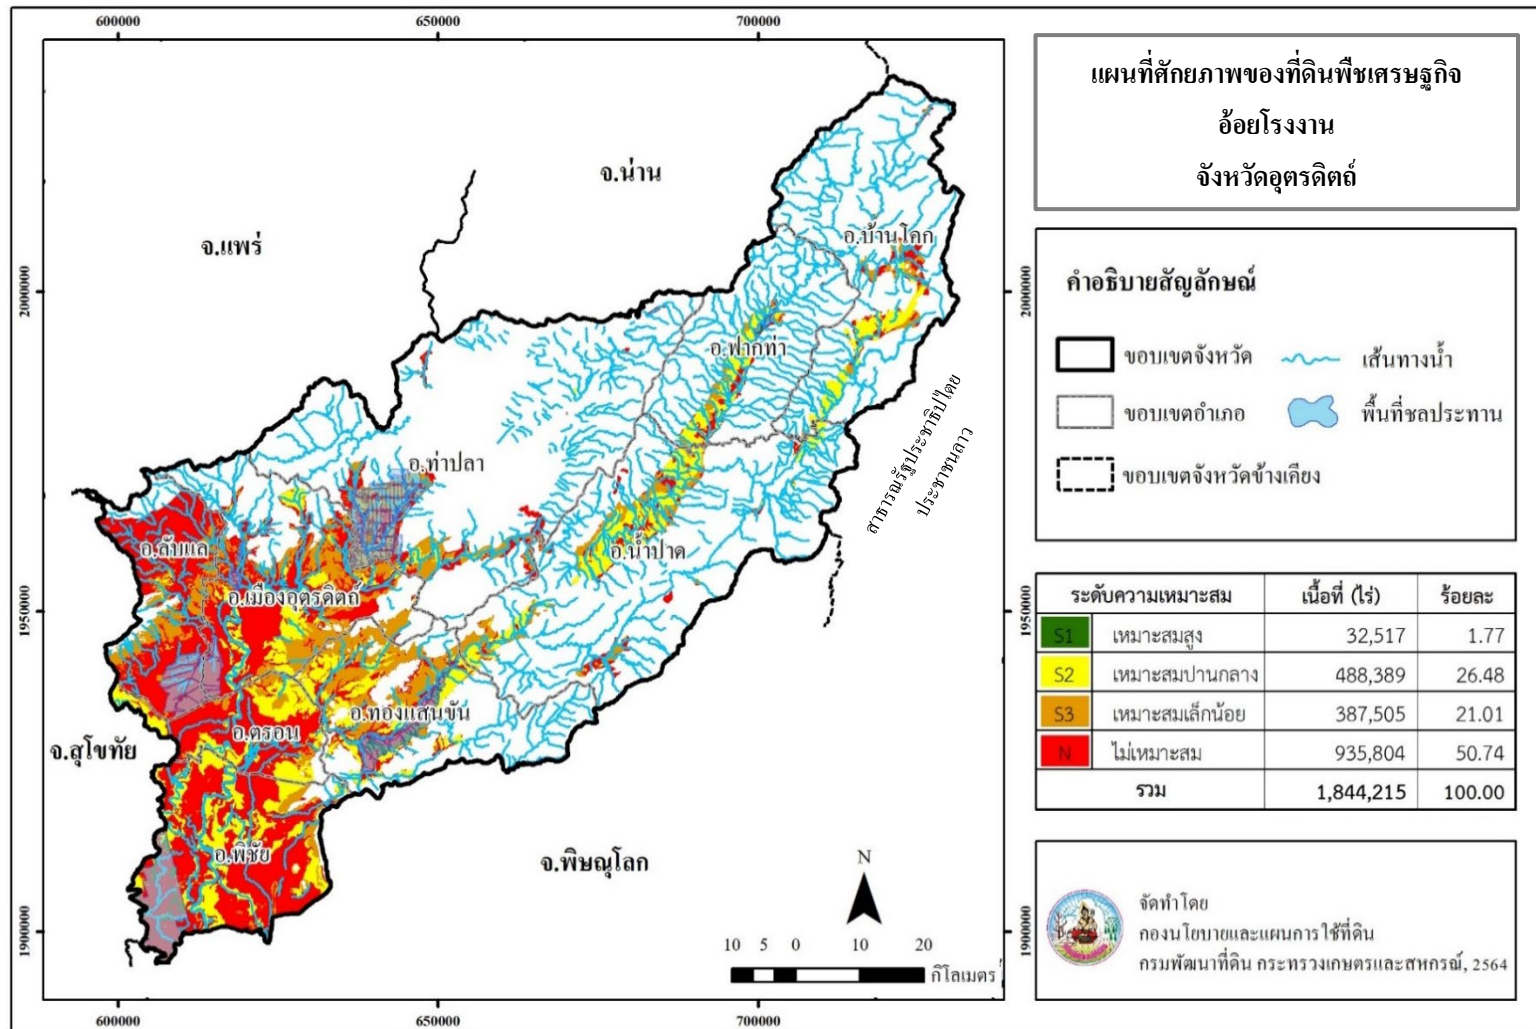 600000 650000 700000
แผนที่ศักยภาพของที่ดินพืชเศรษฐกิจ
อ้อยโรงงาน
จังหวัดอุตรดิตถ์
จ.น่าน
จ.แพร่
อ.บ้านโคก
2000000
2000000
อ.ฟากท่า
สาธารณรัฐประชาธิปไตย
ประชาชนลาว
อ.ท่าปลา
อ.ลับแล
อ.น้ำปาด
อ.เมืองอุตรดิตถ์
1950000
1950000
อ.ทองแสนขัน
อ.ตรอน
จ.สุโขทัย
อ.พิชัย
จ.พิษณุโลก
1900000
1900000
N
10 5 0 10 20
กิโลเมตร
600000 650000 700000
คำอธิบายสัญลักษณ์
ขอบเขตจังหวัด เส้นทางน้ำ
ขอบเขตอำเภอ พื้นที่ชลประทาน
ขอบเขตจังหวัดข้างเคียง
ระดับความเหมาะสม เนื้อที่ (ไร่) ร้อยละ
S1 เหมาะสมสูง 32,517 1.77
S2 เหมาะสมปานกลาง 488,389 26.48
S3 เหมาะสมเล็กน้อย 387,505 21.01
N ไม่เหมาะสม 935,804 50.74
รวม 1,844,215 100.00
จัดทำโดย
กองนโยบายและแผนการใช้ที่ดิน
กรมพัฒนาที่ดิน กระทรวงเกษตรและสหกรณ์, 2564